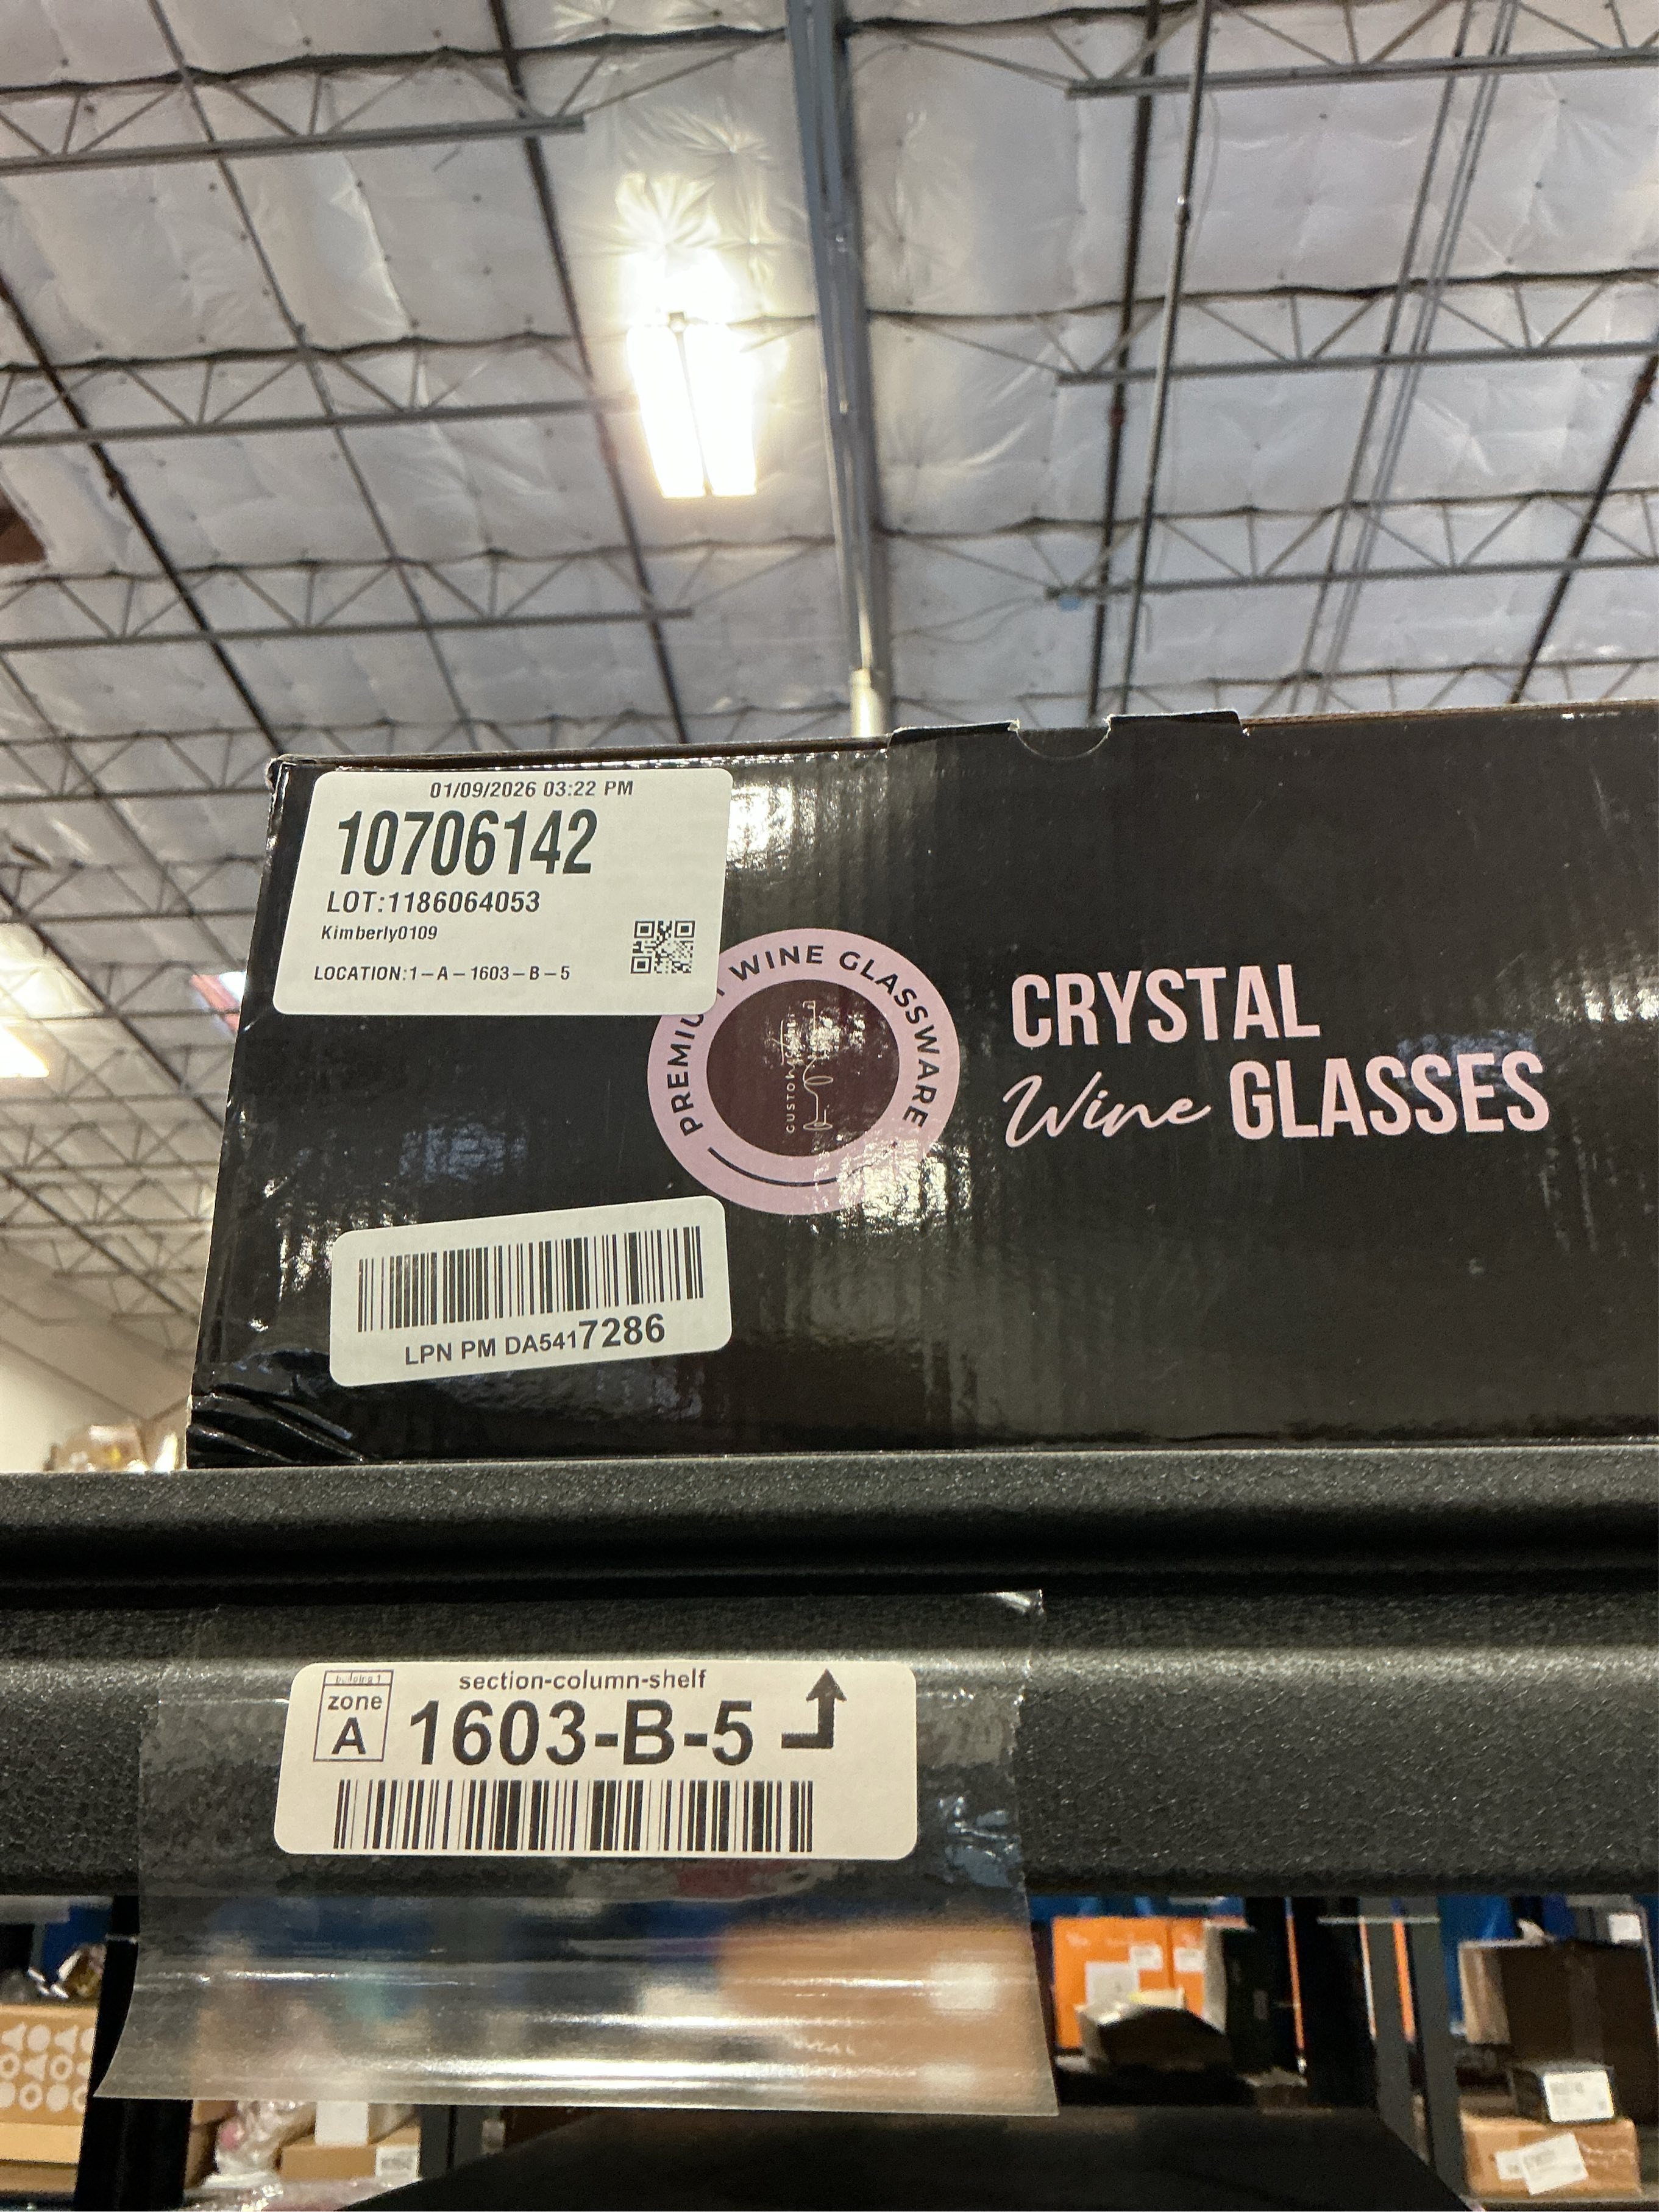 01/09/2026 03:22 PM
10706142
LOT:1186064053
Kimberly0109
LOCATION:1-A-1603-B-5
WINE GLASSWARE
CRYSTAL
Wine GLASSES
LPN PM DA5417286
building 1
zone
A
section-column-shelf
1603-B-5